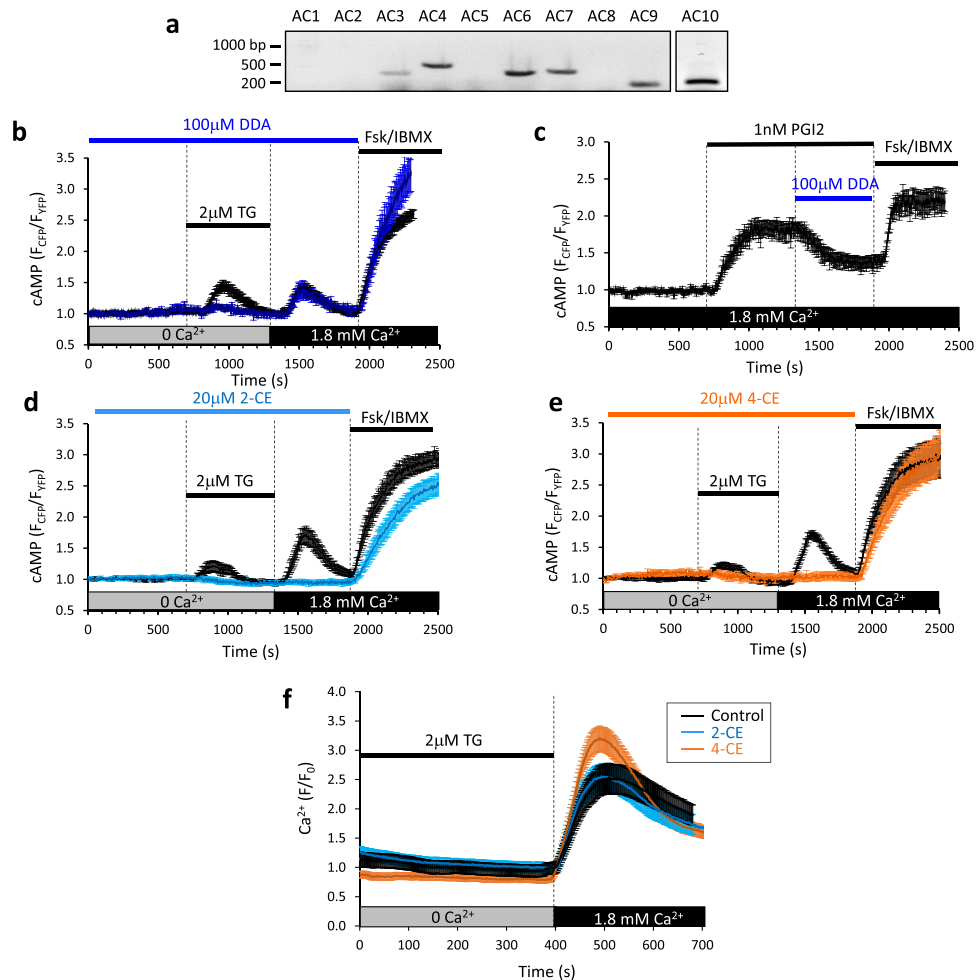 a
AC1 AC2 AC3 AC4 AC5 AC6 AC7 AC8 AC9 AC10
1000 bp
500
200
b
100µM DDA
Fsk/IBMX
2µM TG
cAMP (FCFP/FYFP)
3.5
3.0
2.5
2.0
1.5
1.0
0.5
0 Ca²⁺
1.8 mM Ca²⁺
0 500 1000 1500 2000 2500
Time (s)
c
1nM PGI2
Fsk/IBMX
100µM DDA
cAMP (FCFP/FYFP)
3.0
2.5
2.0
1.5
1.0
0.5
1.8 mM Ca²⁺
0 500 1000 1500 2000 2500
Time (s)
d
20µM 2-CE
Fsk/IBMX
2µM TG
cAMP (FCFP/FYFP)
3.5
3.0
2.5
2.0
1.5
1.0
0.5
0 Ca²⁺
1.8 mM Ca²⁺
0 500 1000 1500 2000 2500
Time (s)
e
20µM 4-CE
Fsk/IBMX
2µM TG
cAMP (FCFP/FYFP)
3.5
3.0
2.5
2.0
1.5
1.0
0.5
0 Ca²⁺
1.8 mM Ca²⁺
0 500 1000 1500 2000 2500
Time (s)
f
2µM TG
Control
2-CE
4-CE
Ca²⁺ (F/F₀)
4.0
3.5
3.0
2.5
2.0
1.5
1.0
0.5
0.0
0 Ca²⁺
1.8 mM Ca²⁺
0 100 200 300 400 500 600 700
Time (s)